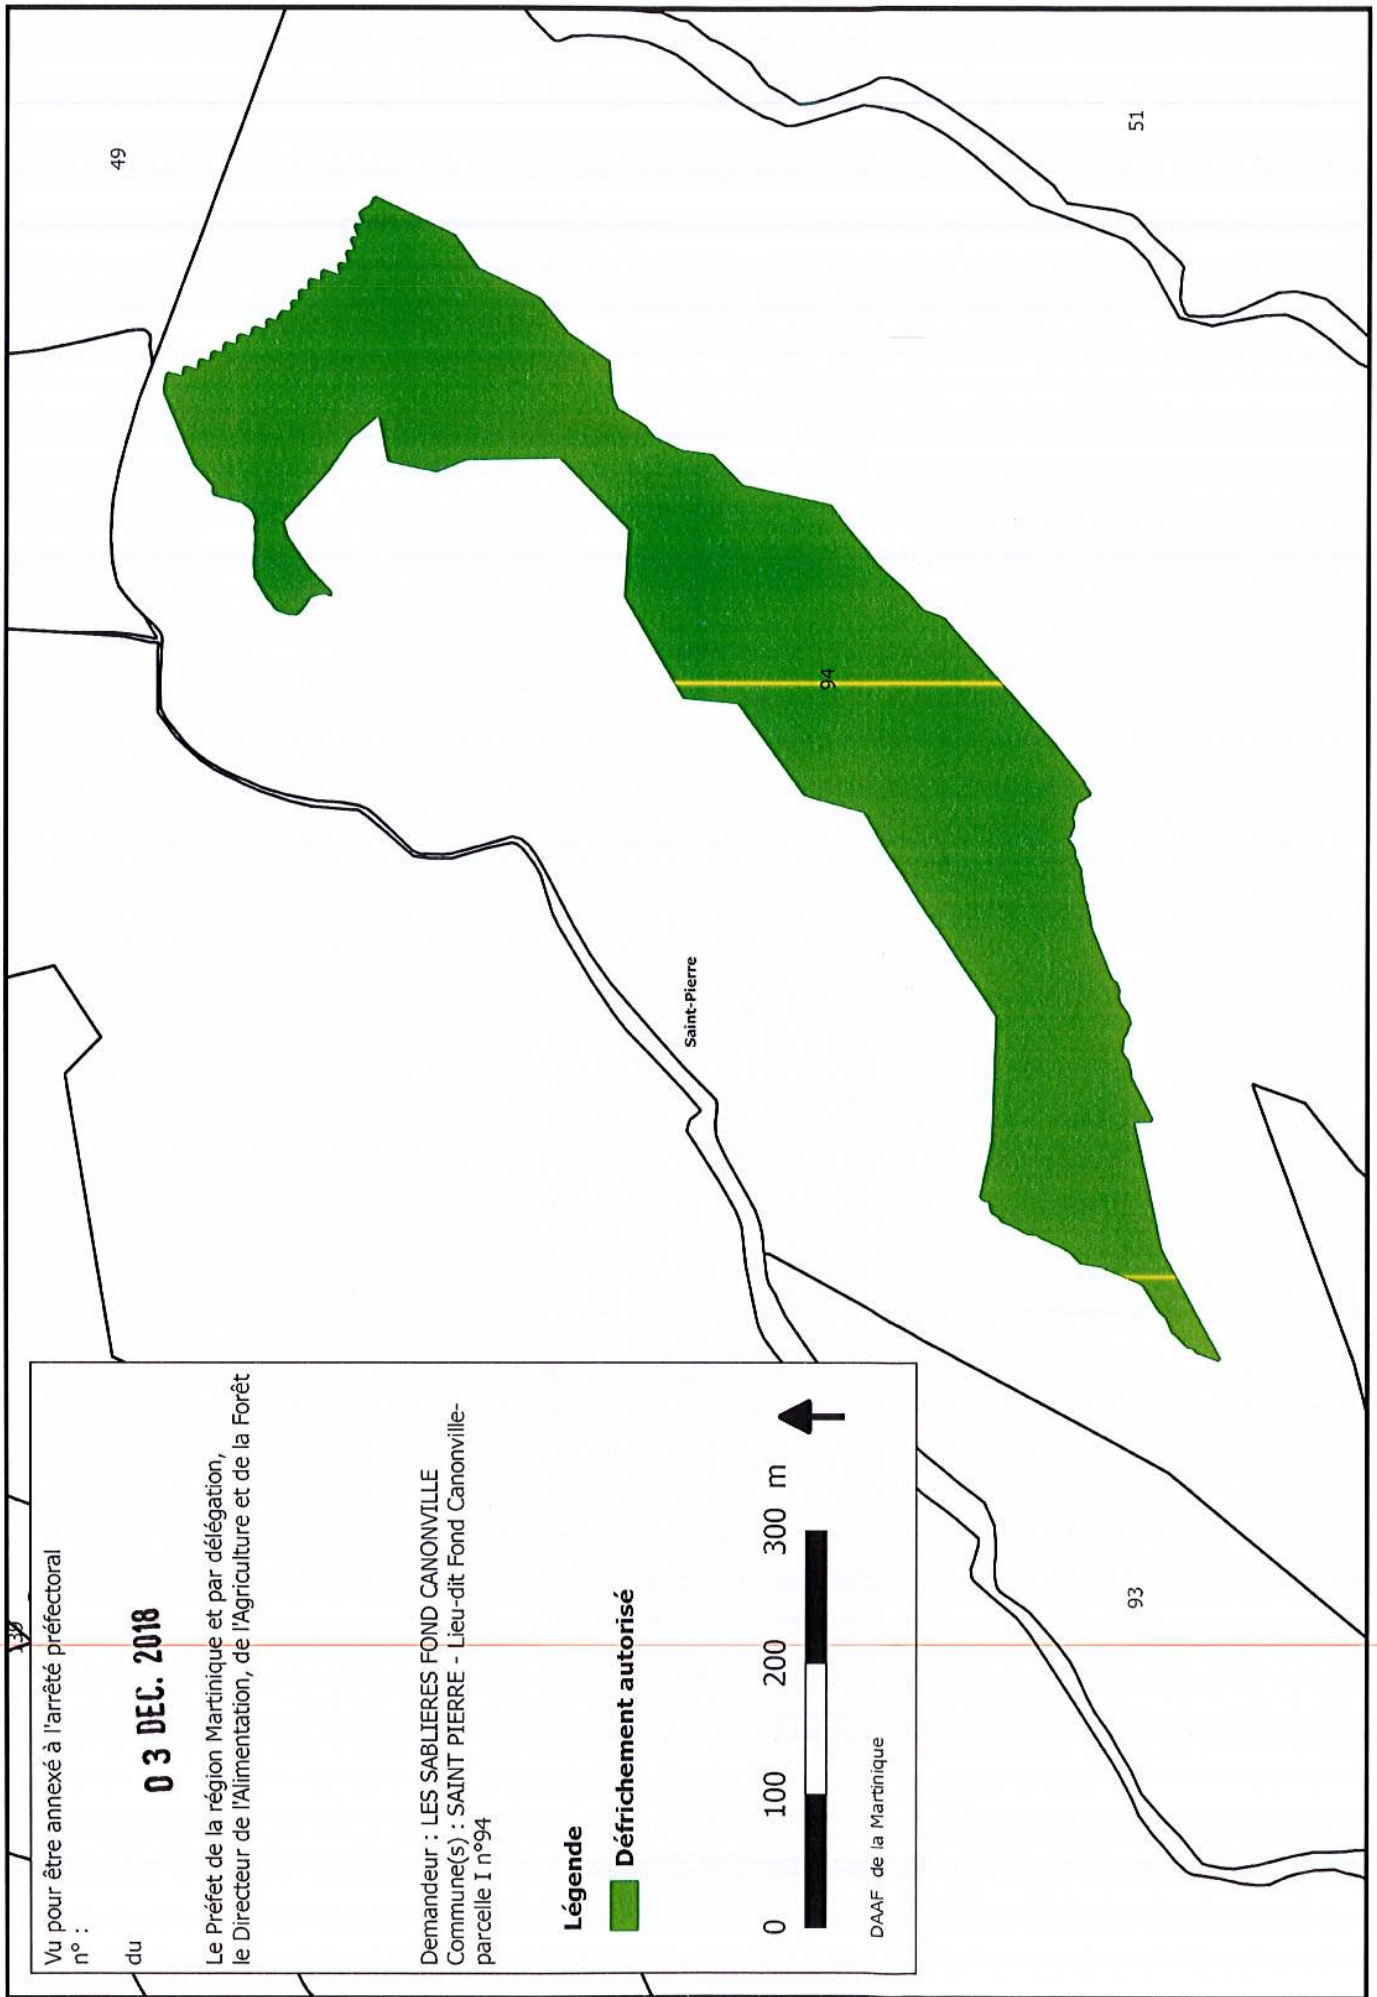 49
51
94
Saint-Pierre
93
Vu pour être annexé à l'arrêté préfectoral
n° :
du
03 DEC. 2018
Le Préfet de la région Martinique et par délégation,
le Directeur de l'Alimentation, de l'Agriculture et de la Forêt
Demandeur : LES SABLIERES FOND CANONVILLE
Commune(s) : SAINT PIERRE - Lieu-dit Fond Canonville-
parcelle I n°94
Légende
Défrichement autorisé
0 100 200 300 m
DAAF de la Martinique